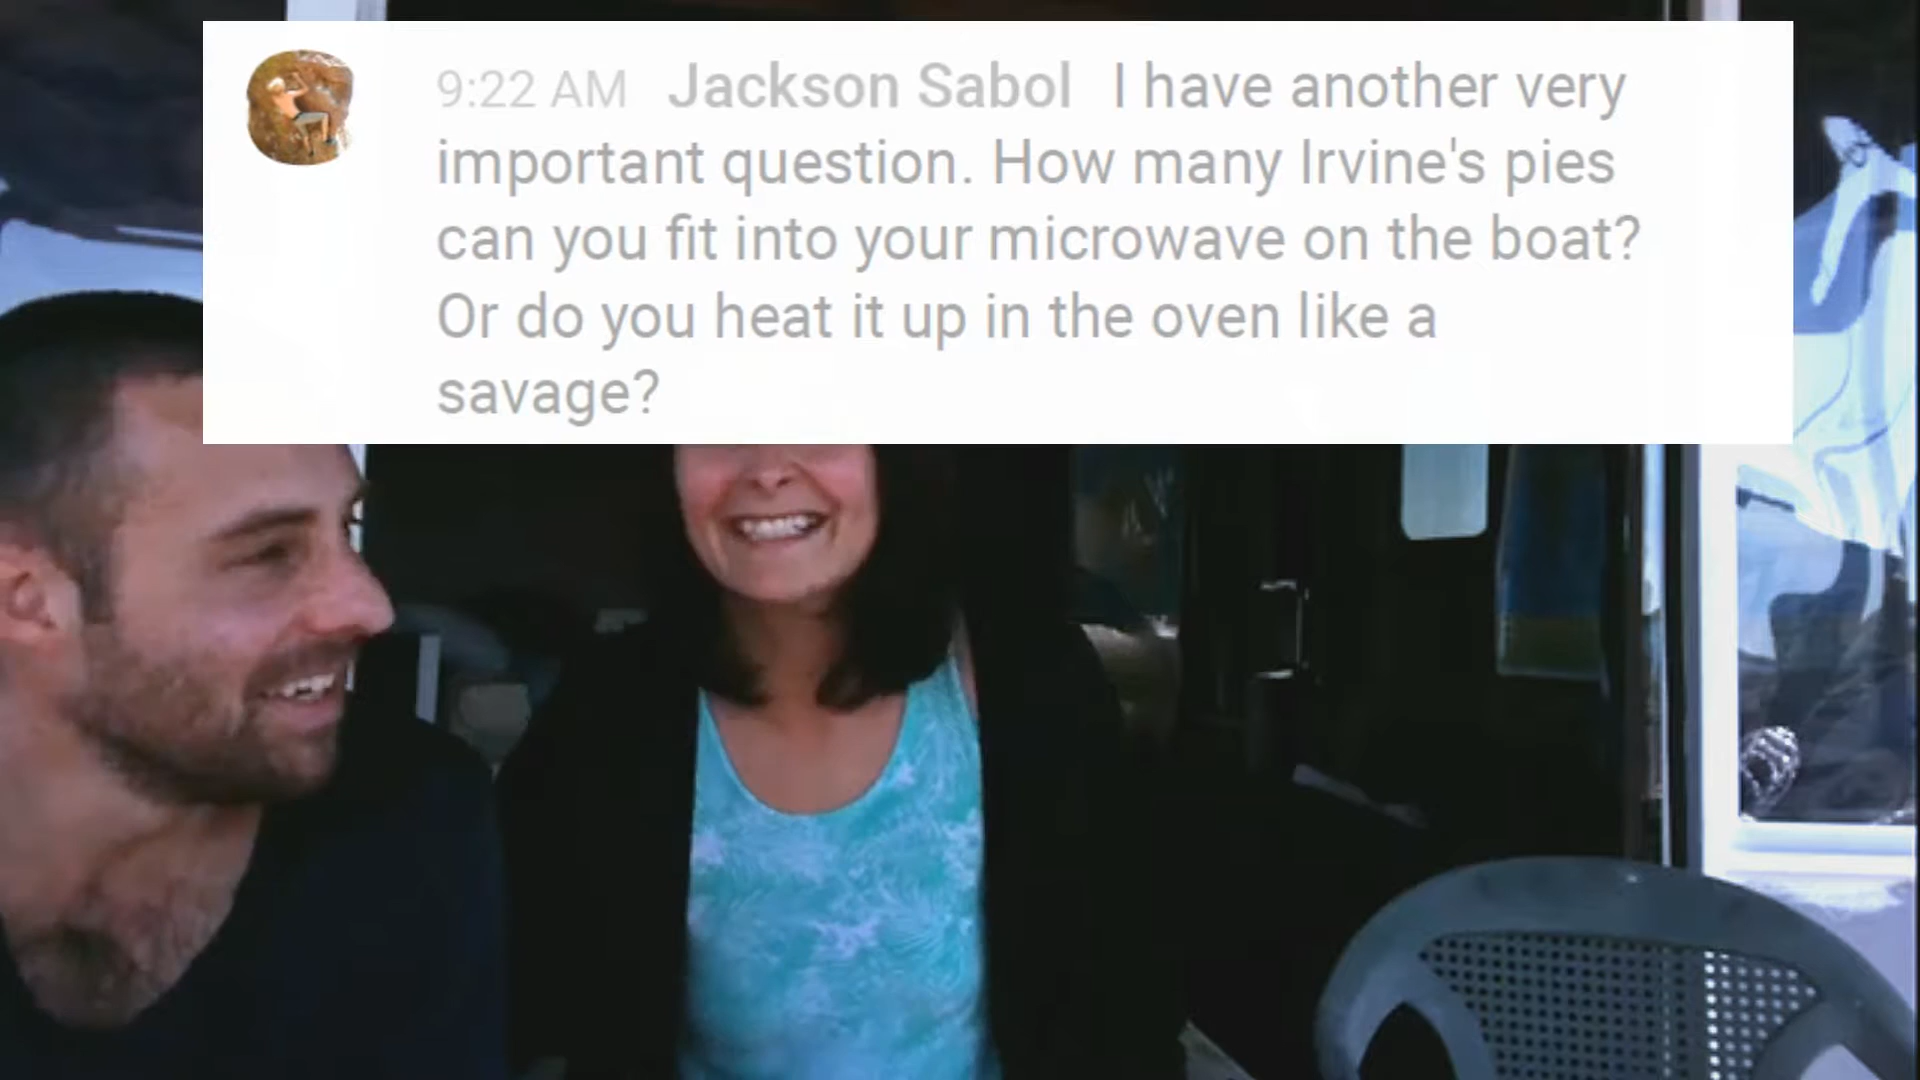 9:22 AM Jackson Sabol I have another very
important question. How many Irvine's pies
can you fit into your microwave on the boat?
Or do you heat it up in the oven like a
savage?